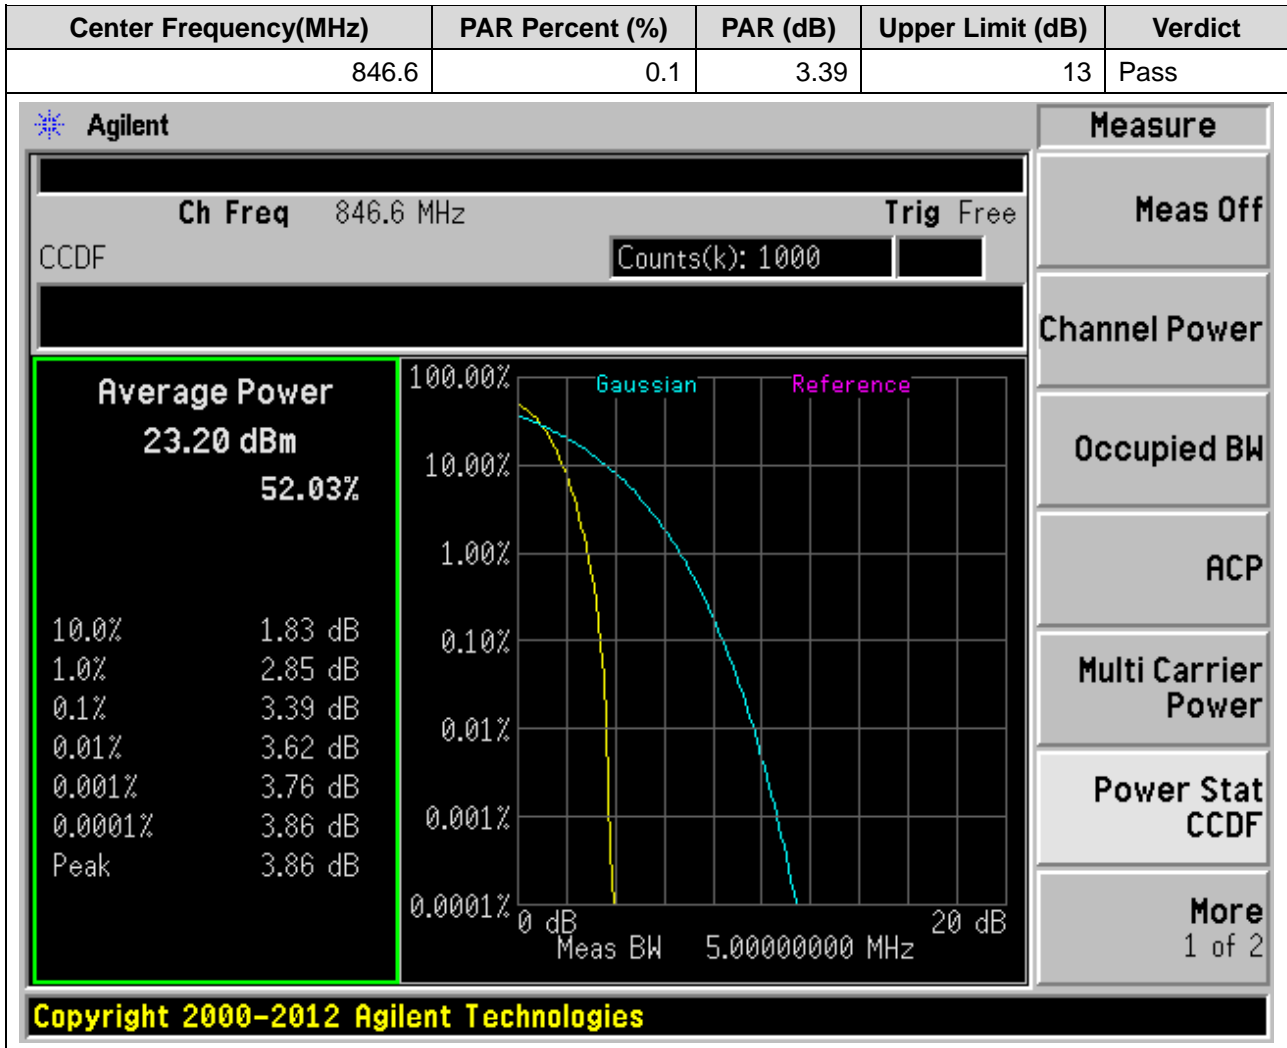 Center Frequency(MHz) PAR Percent (%) PAR (dB) Upper Limit (dB) Verdict
846.6 0.1 3.39 13 Pass
Agilent
Measure
Ch Freq 846.6 MHz Trig Free
CCDF Counts(k): 1000
Average Power
23.20 dBm
52.03%
10.0% 1.83 dB
1.0% 2.85 dB
0.1% 3.39 dB
0.01% 3.62 dB
0.001% 3.76 dB
0.0001% 3.86 dB
Peak 3.86 dB
Gaussian Reference
100.00%
10.00%
1.00%
0.10%
0.01%
0.001%
0.0001%
0 dB 20 dB
Meas BW 5.00000000 MHz
Meas Off
Channel Power
Occupied BW
ACP
Multi Carrier
Power
Power Stat
CCDF
More
1 of 2
Copyright 2000-2012 Agilent Technologies